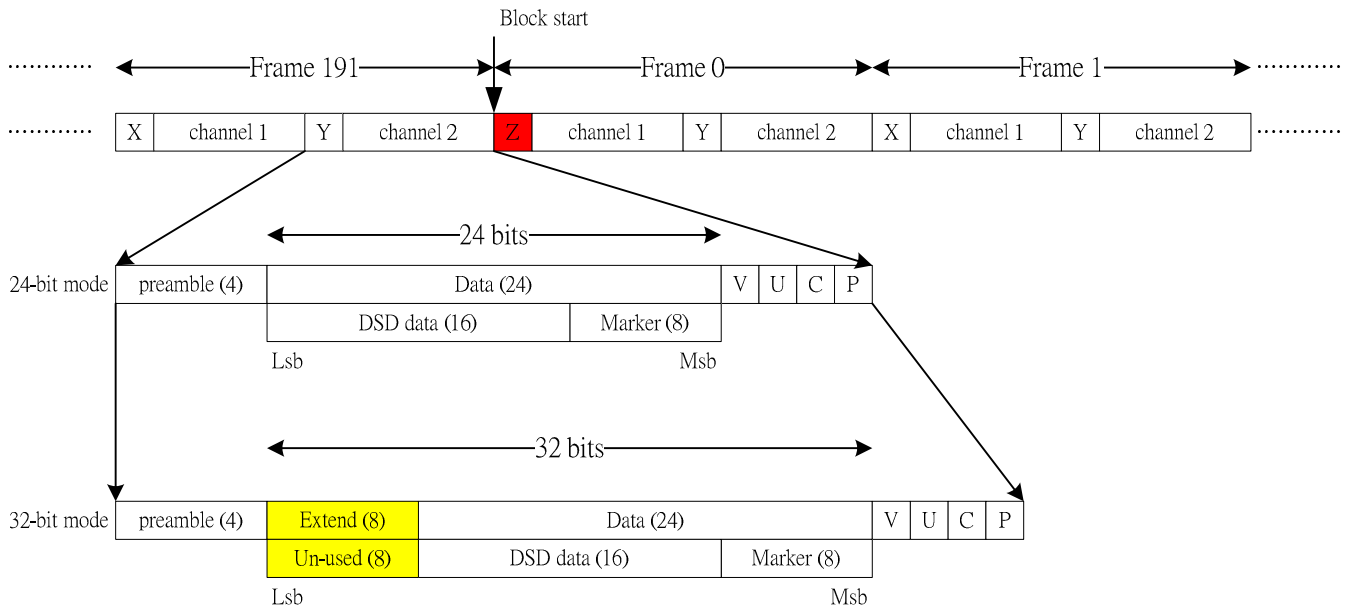 Block start
............ Frame 191 Frame 0 Frame 1 ............
............ X channel 1 Y channel 2 Z channel 1 Y channel 2 X channel 1 Y channel 2 ............
24 bits
24-bit mode preamble (4) Data (24) V U C P
DSD data (16) Marker (8)
Lsb Msb
32 bits
32-bit mode preamble (4) Extend (8) Data (24) V U C P
Un-used (8) DSD data (16) Marker (8)
Lsb Msb